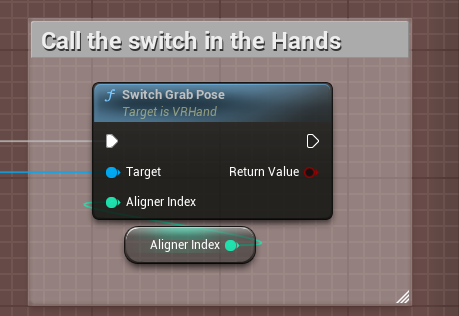 Call the switch in the Hands
f Switch Grab Pose
Target is VRHand
Target
Return Value
Aligner Index
Aligner Index